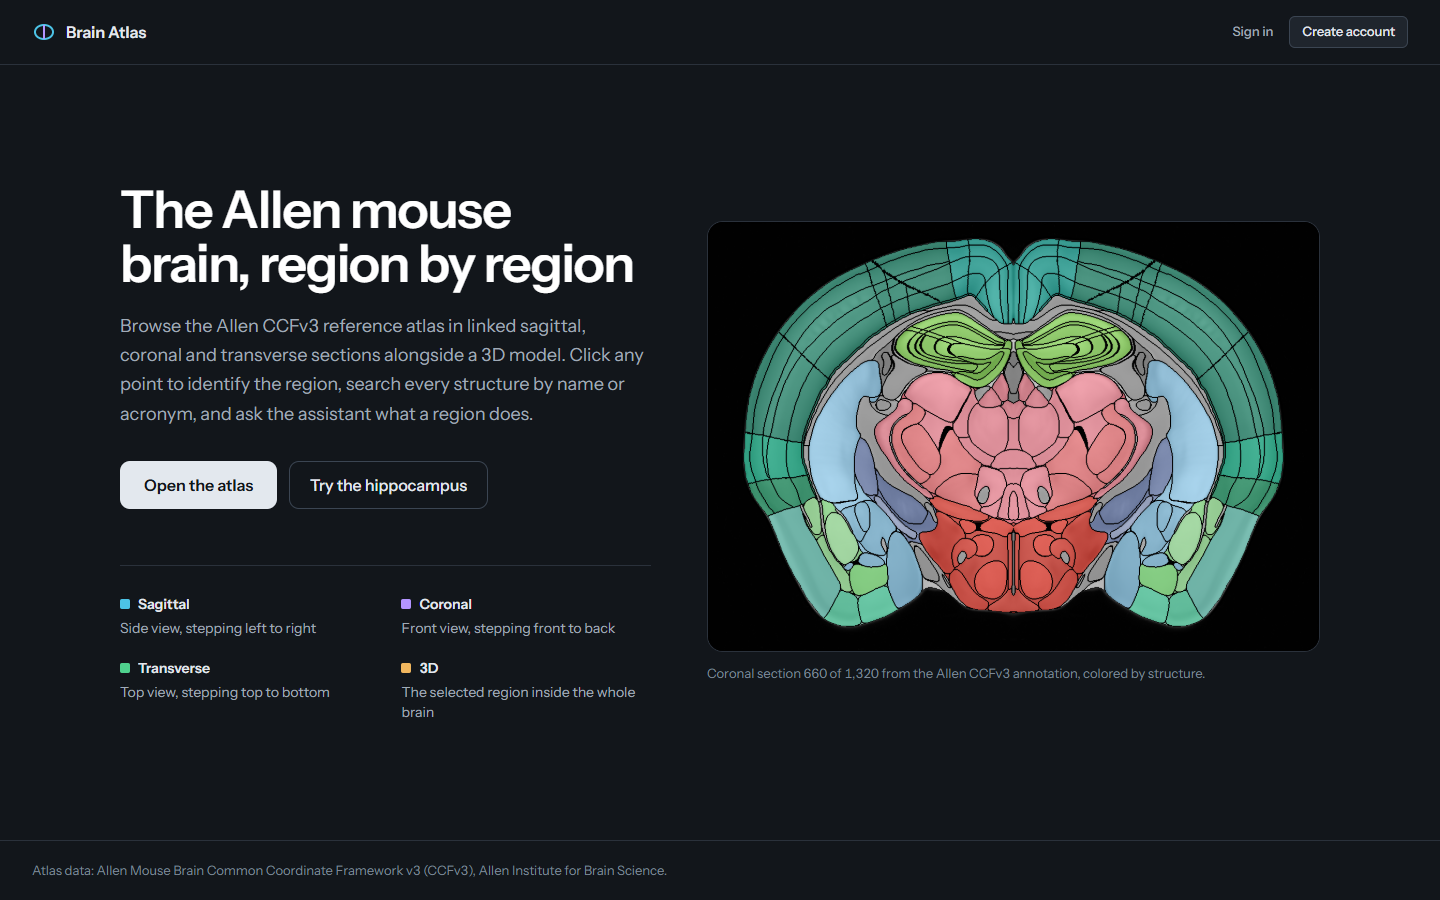 Brain Atlas
Sign in
Create account
The Allen mouse
brain, region by region
Browse the Allen CCFv3 reference atlas in linked sagittal,
coronal and transverse sections alongside a 3D model. Click any
point to identify the region, search every structure by name or
acronym, and ask the assistant what a region does.
Open the atlas
Try the hippocampus
Sagittal
Side view, stepping left to right
Coronal
Front view, stepping front to back
Transverse
Top view, stepping top to bottom
3D
The selected region inside the whole
brain
Coronal section 660 of 1,320 from the Allen CCFv3 annotation, colored by structure.
Atlas data: Allen Mouse Brain Common Coordinate Framework v3 (CCFv3), Allen Institute for Brain Science.